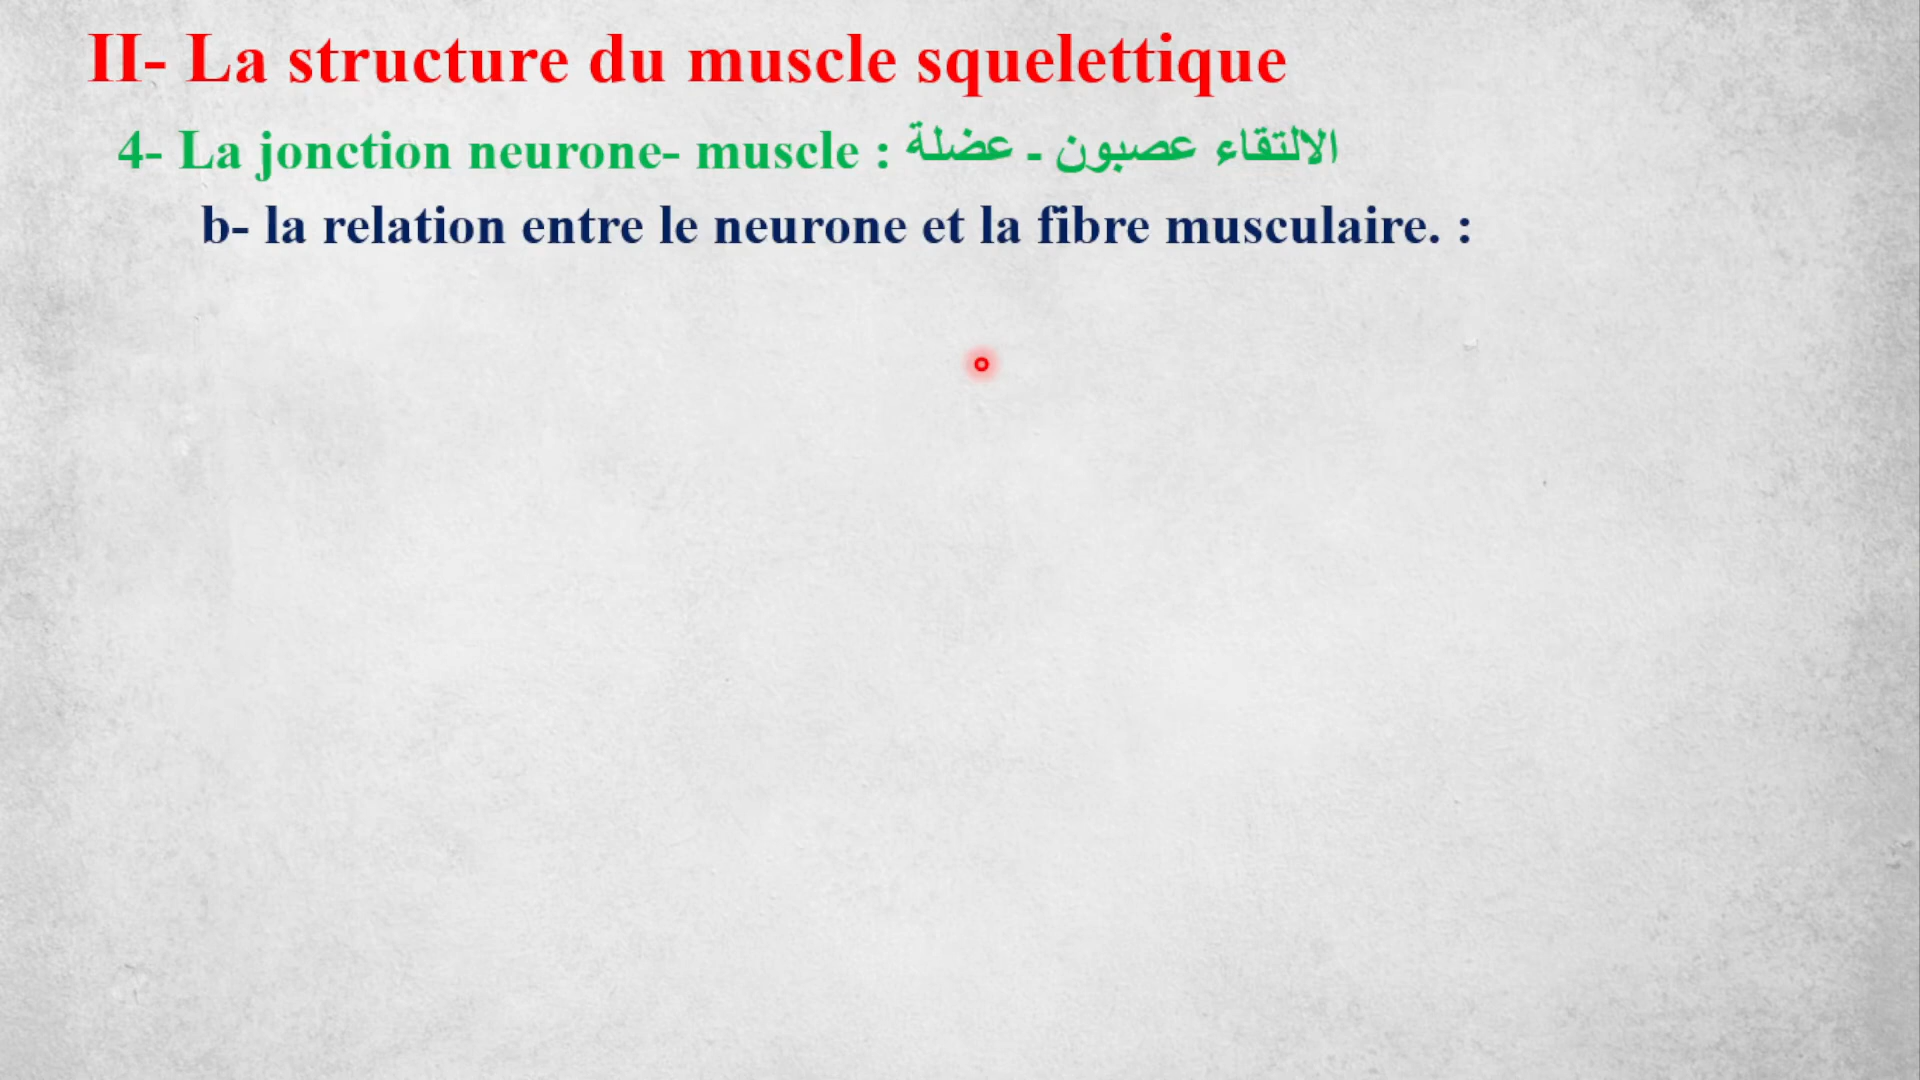 II- La structure du muscle squelettique
4- La jonction neurone- muscle : الالتقاء عصبون - عضلة
b- la relation entre le neurone et la fibre musculaire. :